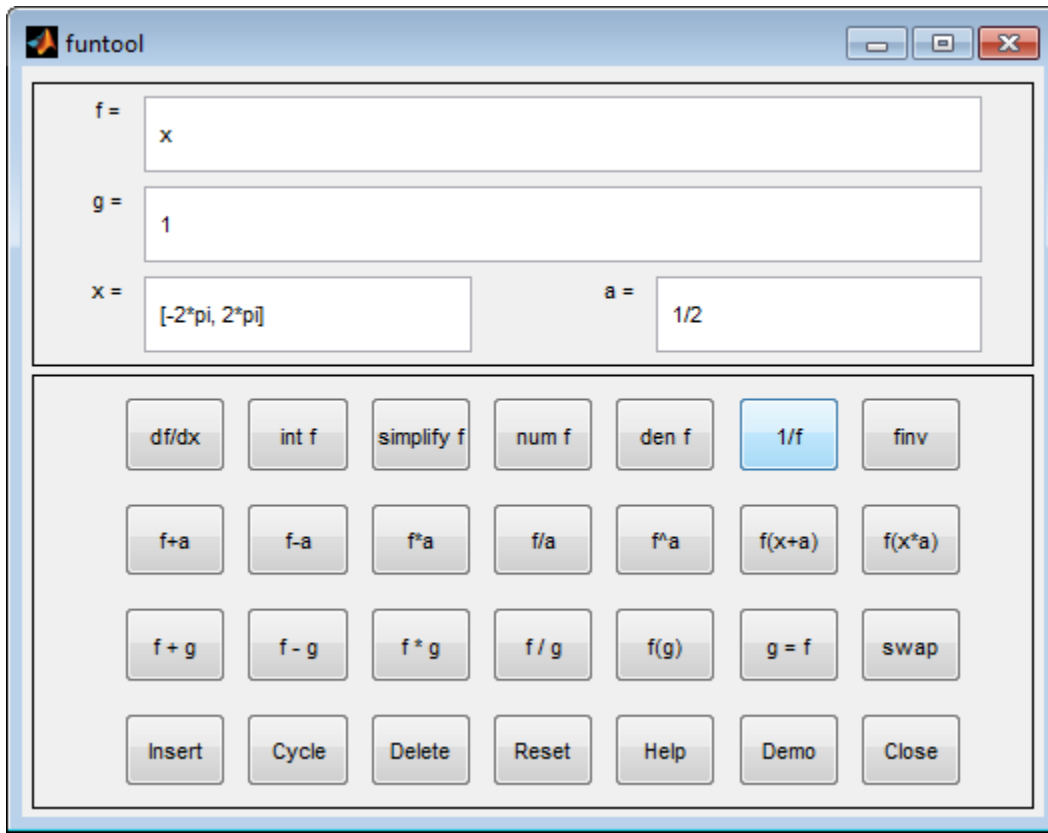 funtool
f =
x
g =
1
x =
[-2*pi, 2*pi]
a =
1/2
df/dx int f simplify f num f den f 1/f finv
f+a f-a f*a f/a f^a f(x+a) f(x*a)
f + g f - g f * g f / g f(g) g = f swap
Insert Cycle Delete Reset Help Demo Close